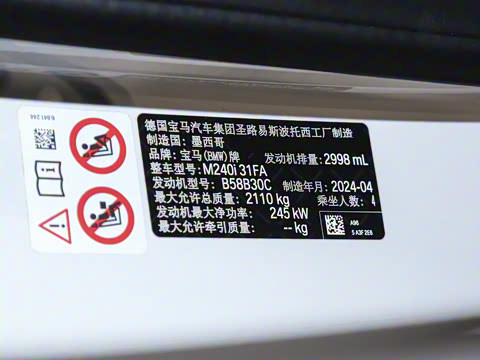 德国宝马汽车集团圣路易斯波托西工厂制造
制造国：墨西哥
品牌：宝马(BMW)牌 发动机排量：2998 mL
整车型号：M240i 31FA
发动机型号：B58B30C 制造年月：2024-04
最大允许总质量：2110 kg 乘坐人数：4
发动机最大净功率：245 kW
最大允许牵引质量：-- kg
A96
5 A3F 2E6